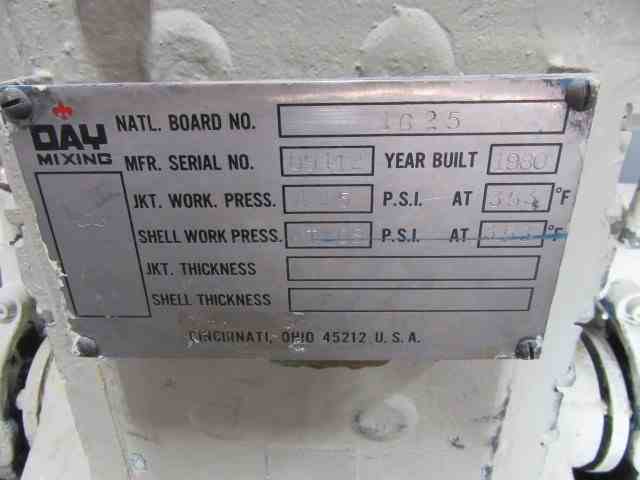 DAY
MIXING
NATL. BOARD NO. 1625
MFR. SERIAL NO. YEAR BUILT 1980
JKT. WORK. PRESS. P.S.I. AT 353 °F
SHELL WORK PRESS. P.S.I. AT °F
JKT. THICKNESS
SHELL THICKNESS
CINCINNATI, OHIO 45212 U.S.A.